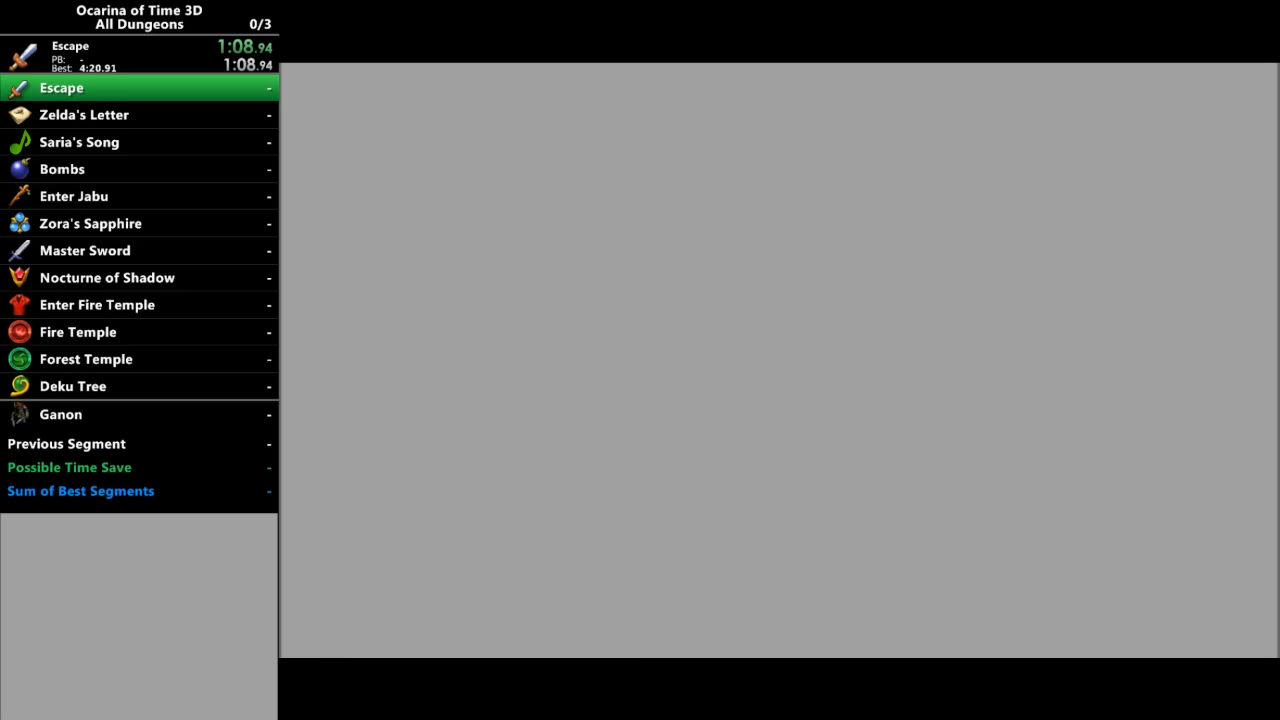 Ocarina of Time 3D
All Dungeons 0/3
Escape 1:08.94
PB: - 1:08.94
Best: 4:20.91
Escape -
Zelda's Letter -
Saria's Song -
Bombs -
Enter Jabu -
Zora's Sapphire -
Master Sword -
Nocturne of Shadow -
Enter Fire Temple -
Fire Temple -
Forest Temple -
Deku Tree -
Ganon -
Previous Segment -
Possible Time Save -
Sum of Best Segments -